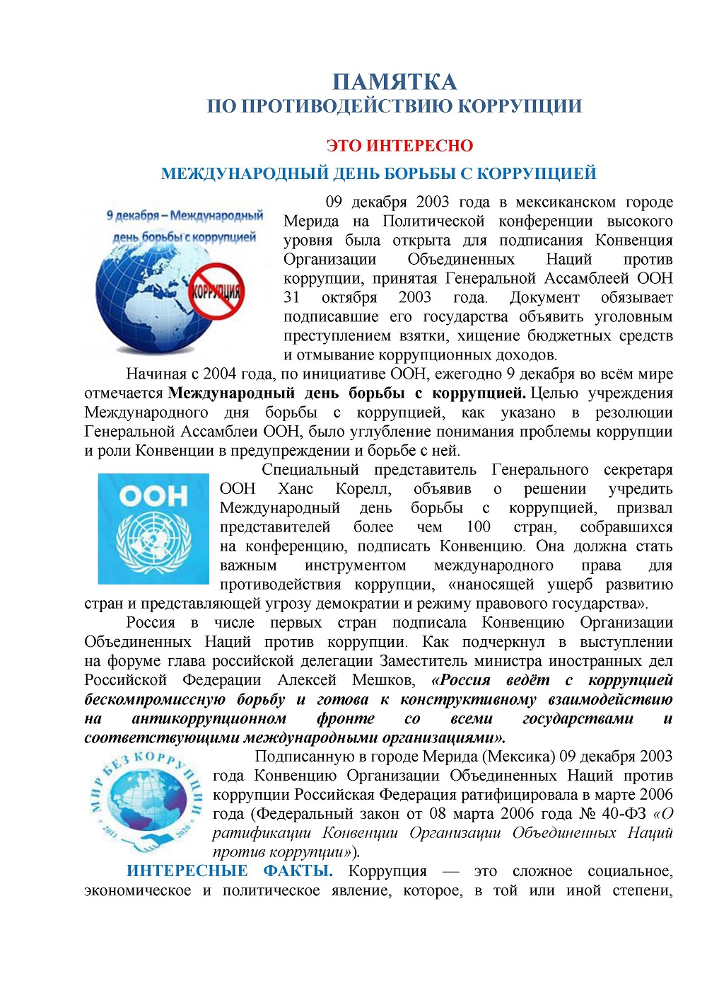 ПАМЯТКА
ПО ПРОТИВОДЕЙСТВИЮ КОРРУПЦИИ
ЭТО ИНТЕРЕСНО
МЕЖДУНАРОДНЫЙ ДЕНЬ БОРЬБЫ С КОРРУПЦИЕЙ
9 декабря – Международный
день борьбы с коррупцией
КОРРУПЦИЯ
09 декабря 2003 года в мексиканском городе
Мерида на Политической конференции высокого
уровня была открыта для подписания Конвенция
Организации Объединенных Наций против
коррупции, принятая Генеральной Ассамблеей ООН
31 октября 2003 года. Документ обязывает
подписавшие его государства объявить уголовным
преступлением взятки, хищение бюджетных средств
и отмывание коррупционных доходов.
Начиная с 2004 года, по инициативе ООН, ежегодно 9 декабря во всём мире
отмечается Международный день борьбы с коррупцией. Целью учреждения
Международного дня борьбы с коррупцией, как указано в резолюции
Генеральной Ассамблеи ООН, было углубление понимания проблемы коррупции
и роли Конвенции в предупреждении и борьбе с ней.
ООН
Специальный представитель Генерального секретаря
ООН Ханс Корелл, объявив о решении учредить
Международный день борьбы с коррупцией, призвал
представителей более чем 100 стран, собравшихся
на конференцию, подписать Конвенцию. Она должна стать
важным инструментом международного права для
противодействия коррупции, «наносящей ущерб развитию
стран и представляющей угрозу демократии и режиму правового государства».
Россия в числе первых стран подписала Конвенцию Организации
Объединенных Наций против коррупции. Как подчеркнул в выступлении
на форуме глава российской делегации Заместитель министра иностранных дел
Российской Федерации Алексей Мешков, «Россия ведёт с коррупцией
бескомпромиссную борьбу и готова к конструктивному взаимодействию
на антикоррупционном фронте со всеми государствами и
соответствующими международными организациями».
МИР БЕЗ КОРРУПЦИИ
2011 2020
Подписанную в городе Мерида (Мексика) 09 декабря 2003
года Конвенцию Организации Объединенных Наций против
коррупции Российская Федерация ратифицировала в марте 2006
года (Федеральный закон от 08 марта 2006 года № 40-ФЗ «О
ратификации Конвенции Организации Объединенных Наций
против коррупции»).
ИНТЕРЕСНЫЕ ФАКТЫ. Коррупция — это сложное социальное,
экономическое и политическое явление, которое, в той или иной степени,